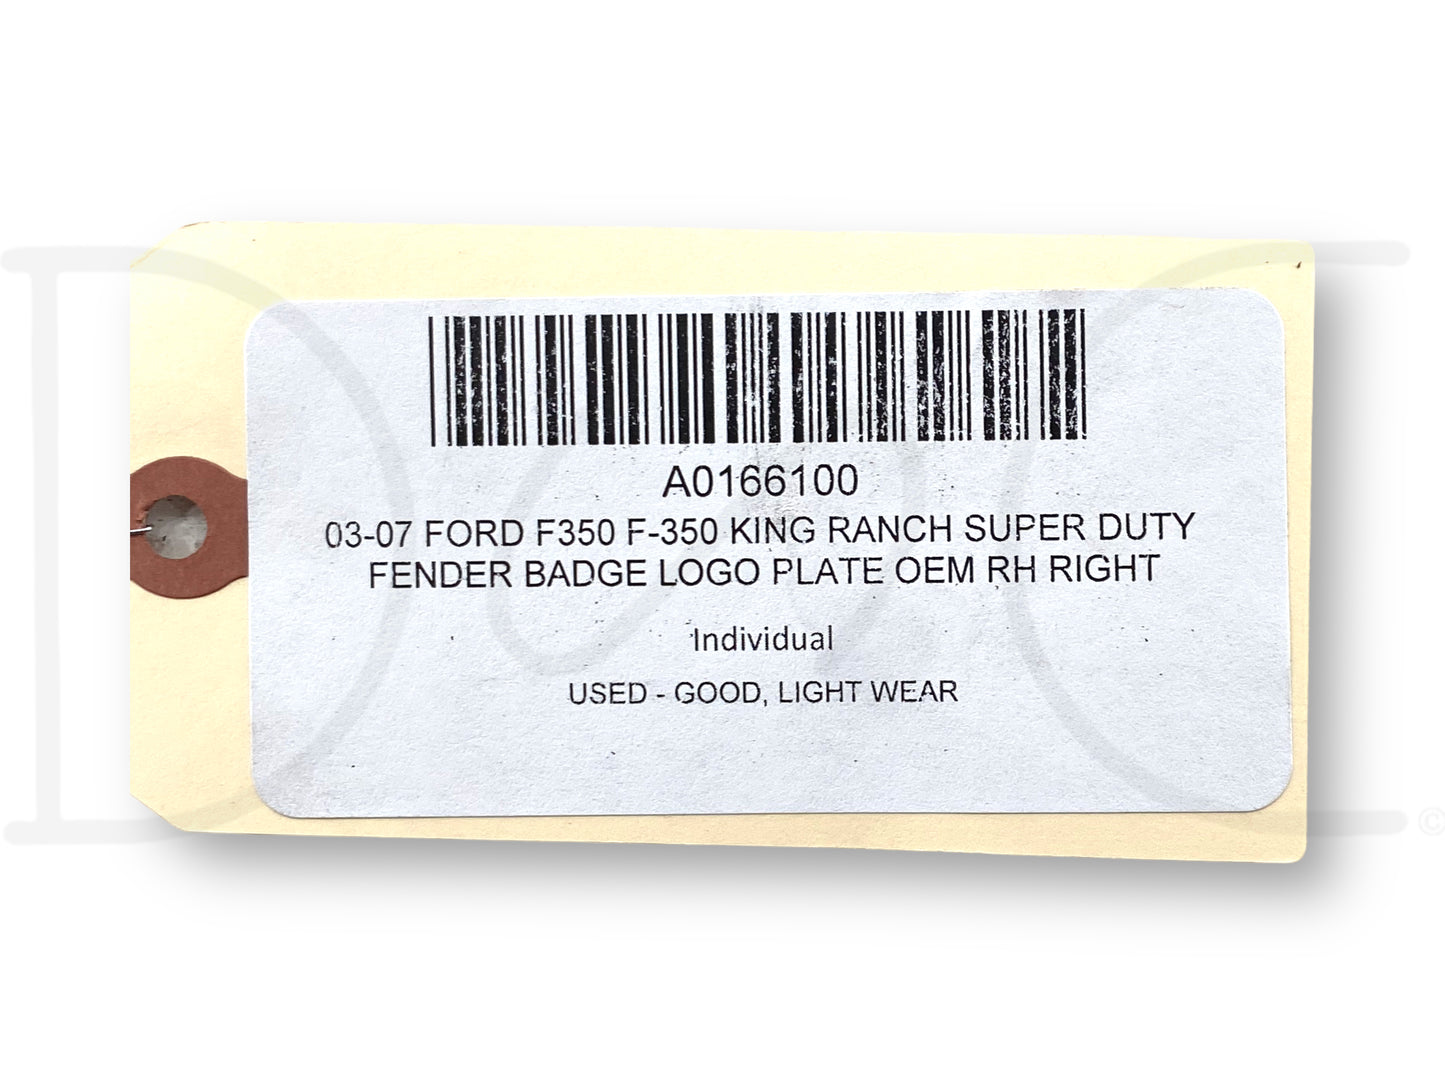 A0166100
03-07 FORD F350 F-350 KING RANCH SUPER DUTY
FENDER BADGE LOGO PLATE OEM RH RIGHT
Individual
USED - GOOD, LIGHT WEAR